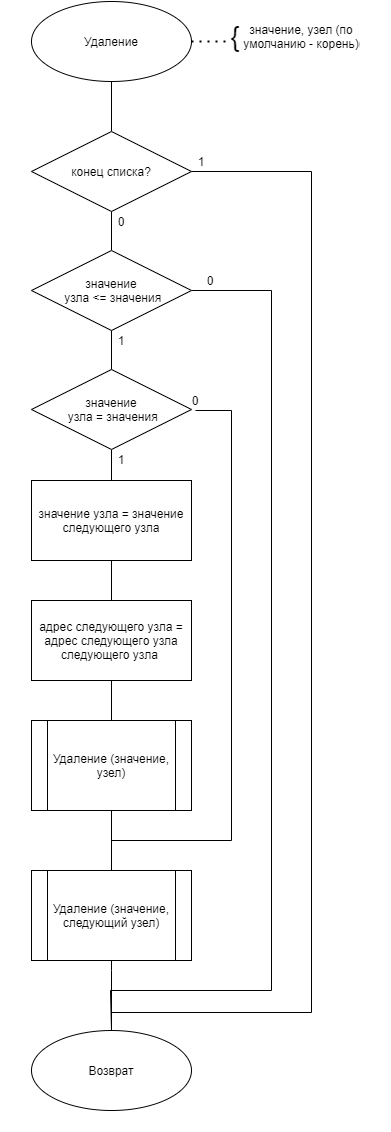 Удаление
значение, узел (по
умолчанию - корень)
конец списка?
1
0
значение
узла <= значения
0
1
значение
узла = значения
0
1
значение узла = значение
следующего узла
адрес следующего узла =
адрес следующего узла
следующего узла
Удаление (значение,
узел)
Удаление (значение,
следующий узел)
Возврат